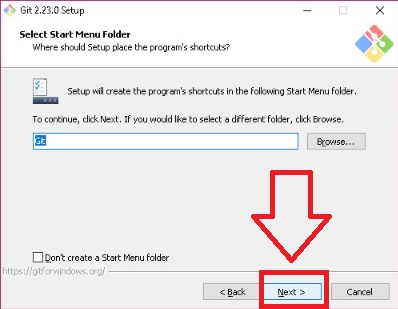 Git 2.23.0 Setup
Select Start Menu Folder
Where should Setup place the program's shortcuts?
Setup will create the program's shortcuts in the following Start Menu folder.
To continue, click Next. If you would like to select a different folder, click Browse.
Git
Browse...
Don't create a Start Menu folder
https://gitforwindows.org/
< Back
Next >
Cancel